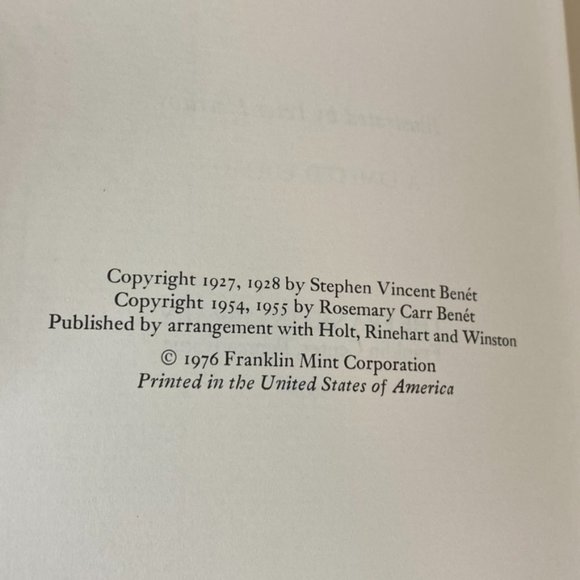 Copyright 1927, 1928 by Stephen Vincent Benét
Copyright 1954, 1955 by Rosemary Carr Benét
Published by arrangement with Holt, Rinehart and Winston
© 1976 Franklin Mint Corporation
Printed in the United States of America